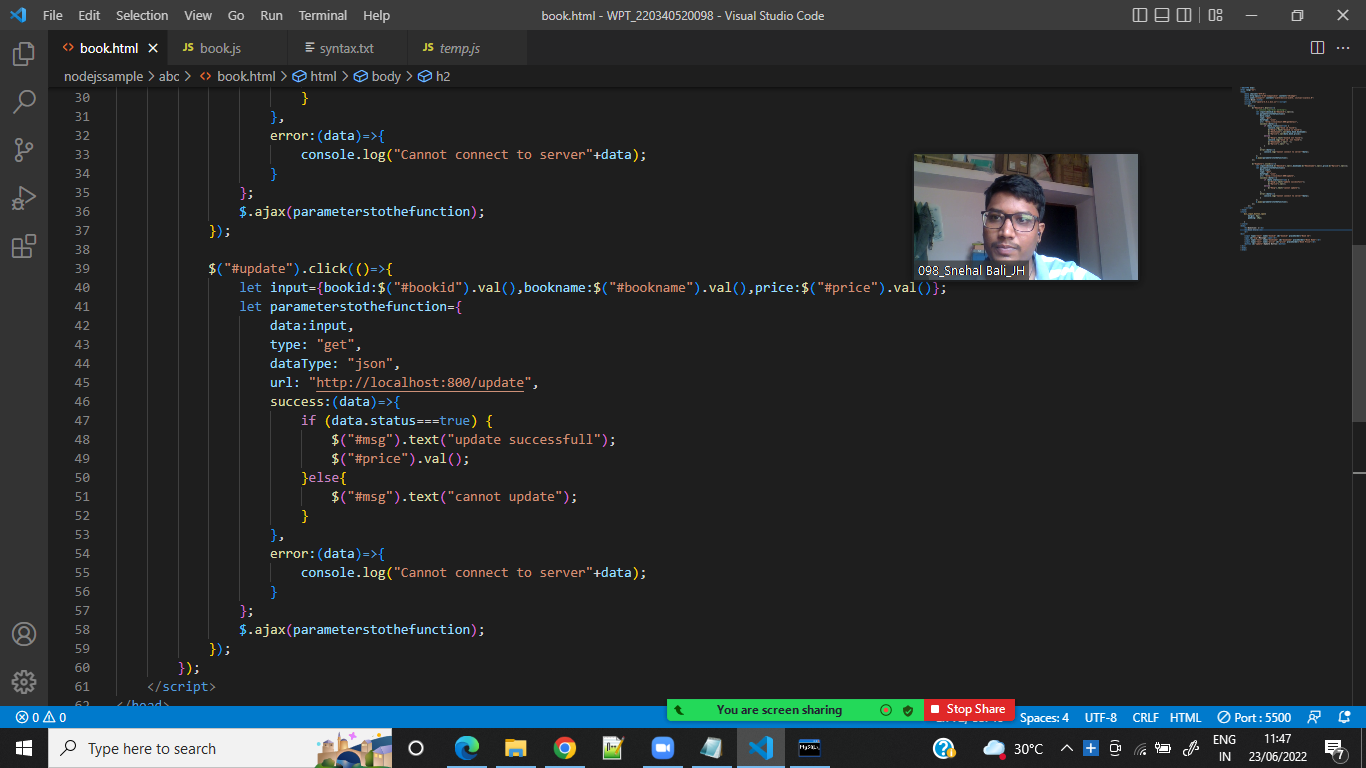 File Edit Selection View Go Run Terminal Help book.html - WPT_220340520098 - Visual Studio Code
book.html JS book.js syntax.txt JS temp.js
nodejssample > abc > book.html > html > body > h2
30 }
31 },
32 error:(data)=>{
33 console.log("Cannot connect to server"+data);
34 }
35 };
36 $.ajax(parameterstothefunction);
37 });
38
39 $("#update").click(()=>{
40 let input={bookid:$("#bookid").val(),bookname:$("#bookname").val(),price:$("#price").val()};
41 let parameterstothefunction={
42 data:input,
43 type: "get",
44 dataType: "json",
45 url: "http://localhost:800/update",
46 success:(data)=>{
47 if (data.status===true) {
48 $("#msg").text("update successfull");
49 $("#price").val();
50 }else{
51 $("#msg").text("cannot update");
52 }
53 },
54 error:(data)=>{
55 console.log("Cannot connect to server"+data);
56 }
57 };
58 $.ajax(parameterstothefunction);
59 });
60 });
61 </script>
62 </head>
098_Snehal Bali_JH
You are screen sharing Stop Share
0 0 Spaces: 4 UTF-8 CRLF HTML Port : 5500
Type here to search 30°C ENG 11:47
IN 23/06/2022 7